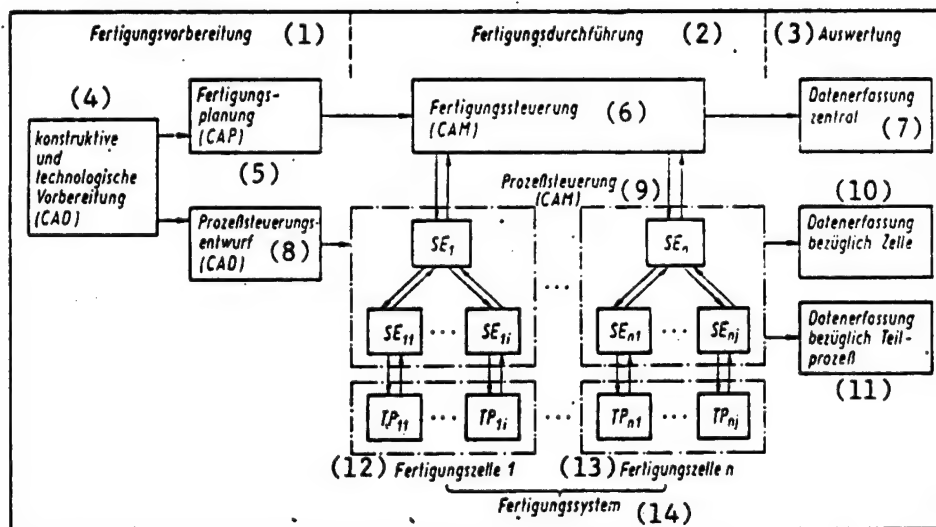 Fertigungsvorbereitung (1)
Fertigungsdurchführung (2)
(3) Auswertung
(4)
konstruktive
und
technologische
Vorbereitung
(CAD)
Fertigungs-
planung
(CAP)
(5)
Fertigungssteuerung (6)
(CAM)
Datenerfassung
zentral (7)
Prozeßsteuerungs-
entwurf (8)
(CAD)
Prozeßsteuerung (9)
(CAM)
SE1
SEn
...
SE11 ... SE1i
SEn1 ... SEnj
TP11 ... TP1i
...
TPn1 ... TPnj
(10)
Datenerfassung
bezüglich Zelle
Datenerfassung
bezüglich Teil-
prozeß
(11)
(12) Fertigungszelle 1
(13) Fertigungszelle n
Fertigungssystem (14)